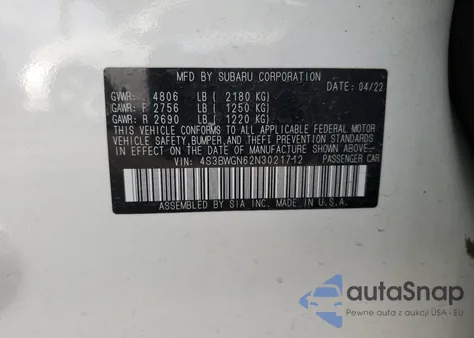 MFD BY SUBARU CORPORATION
DATE: 04/22
GVWR: 4806 LB ( 2180 KG)
GAWR: F 2756 LB ( 1250 KG)
GAWR: R 2690 LB ( 1220 KG)
THIS VEHICLE CONFORMS TO ALL APPLICABLE FEDERAL MOTOR
VEHICLE SAFETY, BUMPER, AND THEFT PREVENTION STANDARDS
IN EFFECT ON THE DATE OF MANUFACTURE SHOWN ABOVE.
VIN: 4S3BWGN62N3021712 PASSENGER CAR
ASSEMBLED BY SIA INC. MADE IN U.S.A.
autoSnap
Pewne auta z aukcji USA - EU